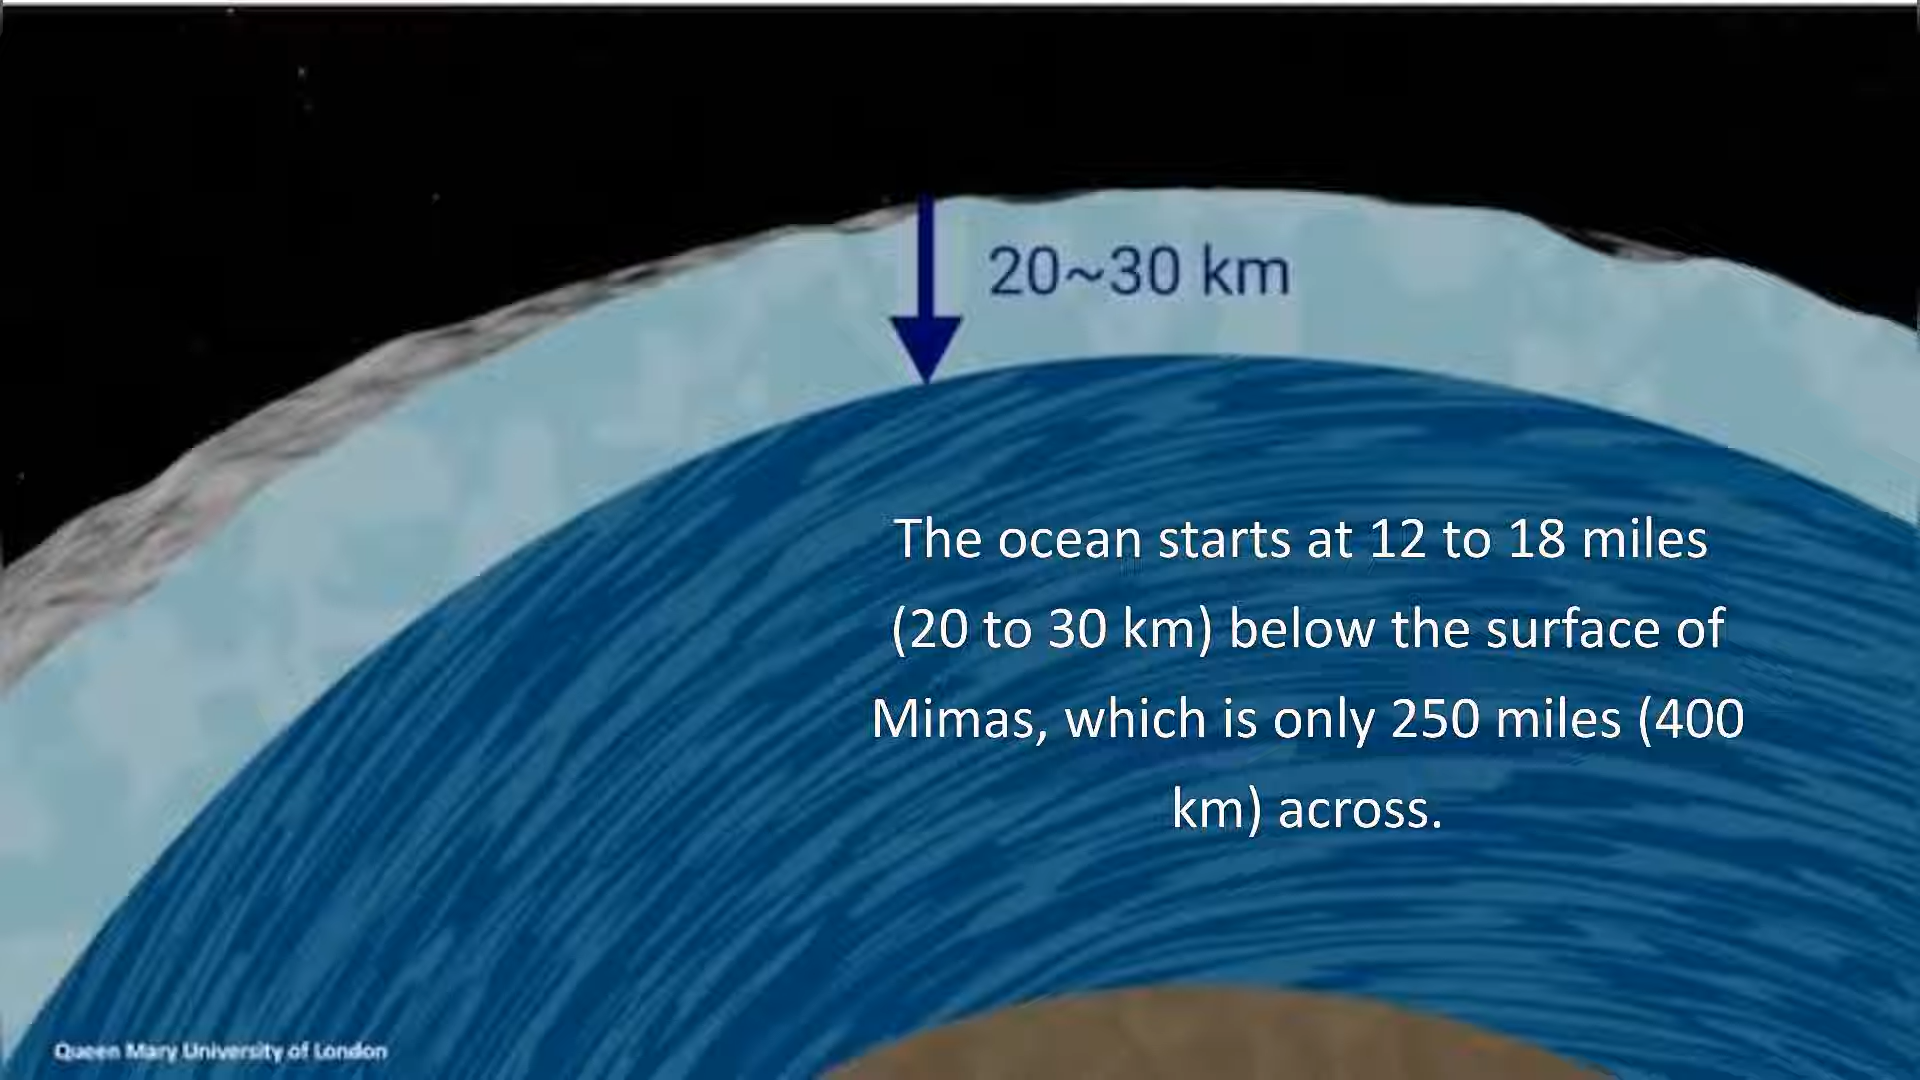 20~30 km
The ocean starts at 12 to 18 miles
(20 to 30 km) below the surface of
Mimas, which is only 250 miles (400
km) across.
Queen Mary University of London